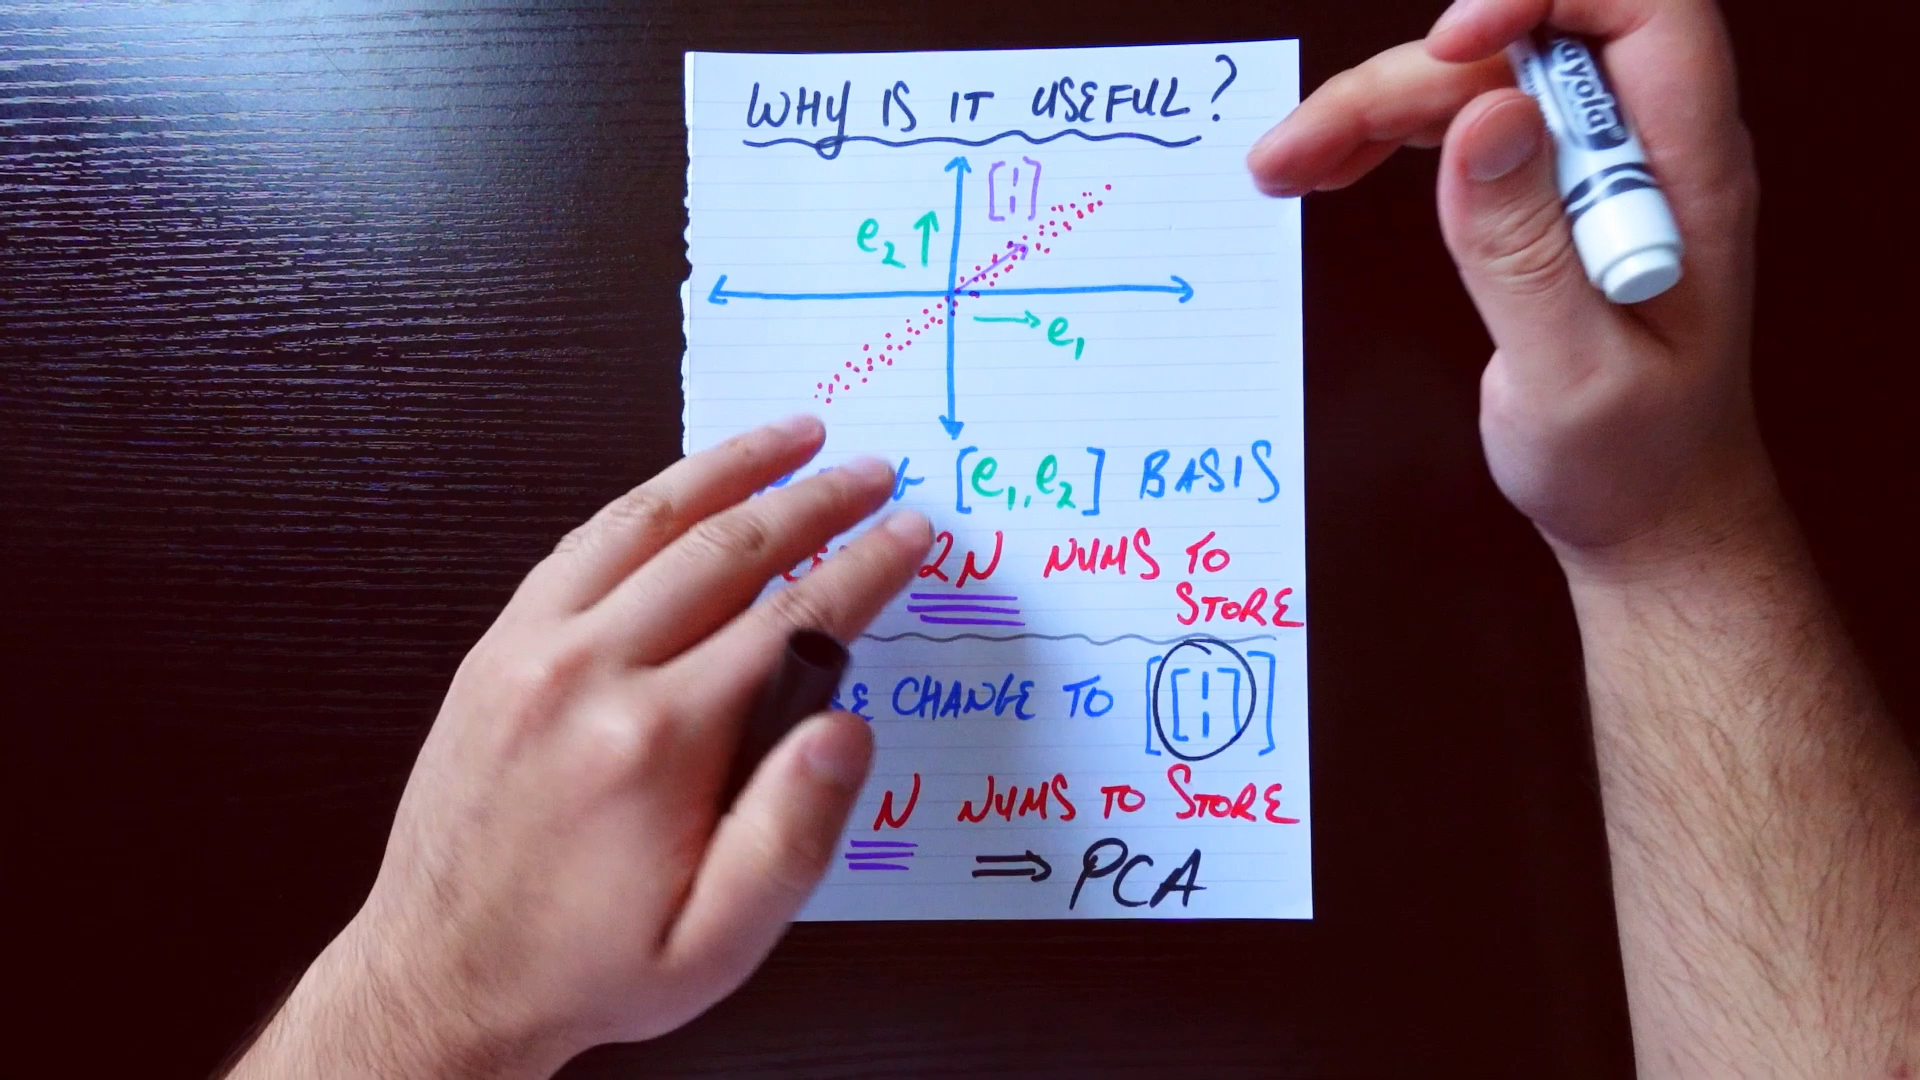 WHY IS IT USEFUL?
[1
1]
e2
e1
[e1, e2] BASIS
2N NUMS TO
STORE
CHANGE TO [[1
1]]
N NUMS TO STORE
⇒ PCA